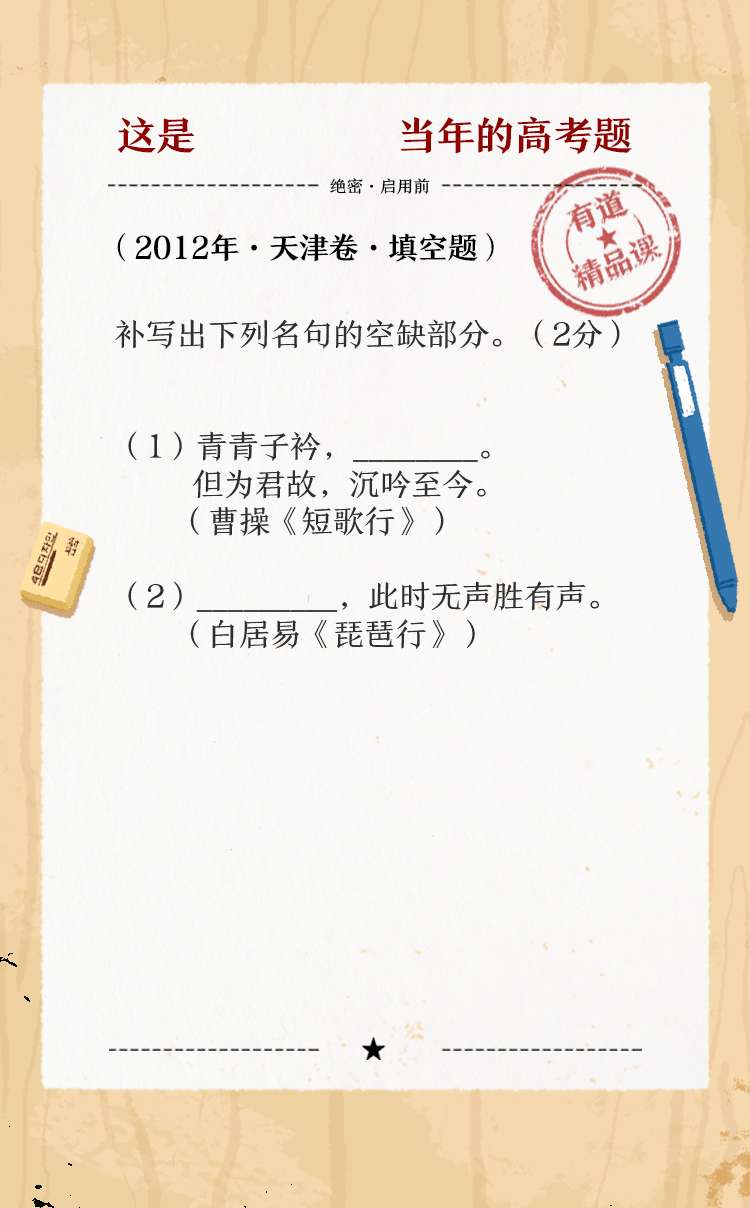 这是 当年的高考题
绝密·启用前
有道
精品课
（2012年·天津卷·填空题）
补写出下列名句的空缺部分。（2分）
（1）青青子衿，________。
但为君故，沉吟至今。
（曹操《短歌行》）
（2）_________，此时无声胜有声。
（白居易《琵琶行》）